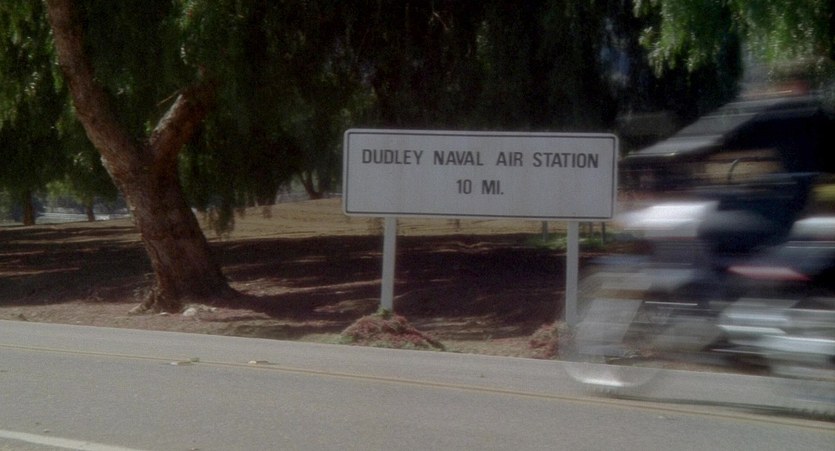 DUDLEY NAVAL AIR STATION
10 MI.